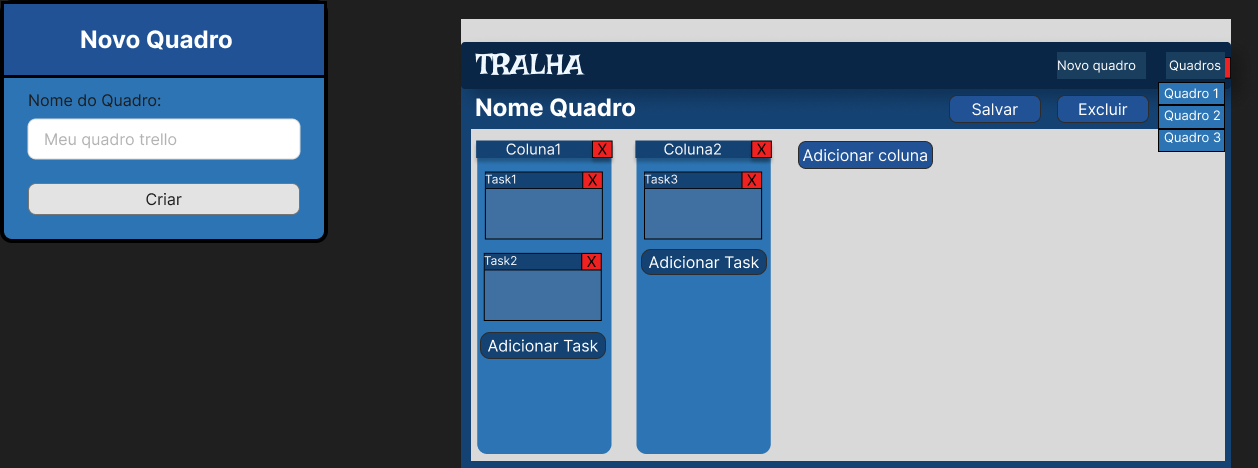 Novo Quadro
Nome do Quadro:
Meu quadro trello
Criar
TRALHA
Novo quadro
Quadros
Quadro 1
Quadro 2
Quadro 3
Nome Quadro
Salvar
Excluir
Coluna1
X
Task1
X
Task2
X
Adicionar Task
Coluna2
X
Task3
X
Adicionar Task
Adicionar coluna